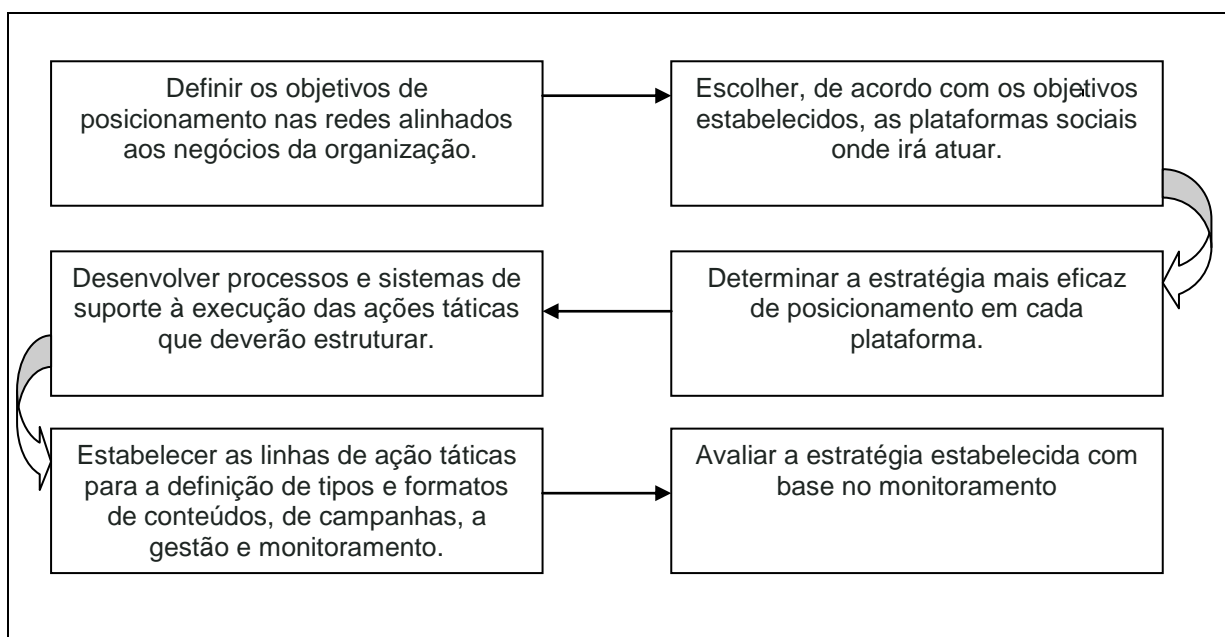 Definir os objetivos de
posicionamento nas redes alinhados
aos negócios da organização.
Escolher, de acordo com os objetivos
estabelecidos, as plataformas sociais
onde irá atuar.
Determinar a estratégia mais eficaz
de posicionamento em cada
plataforma.
Desenvolver processos e sistemas de
suporte à execução das ações táticas
que deverão estruturar.
Estabelecer as linhas de ação táticas
para a definição de tipos e formatos
de conteúdos, de campanhas, a
gestão e monitoramento.
Avaliar a estratégia estabelecida com
base no monitoramento